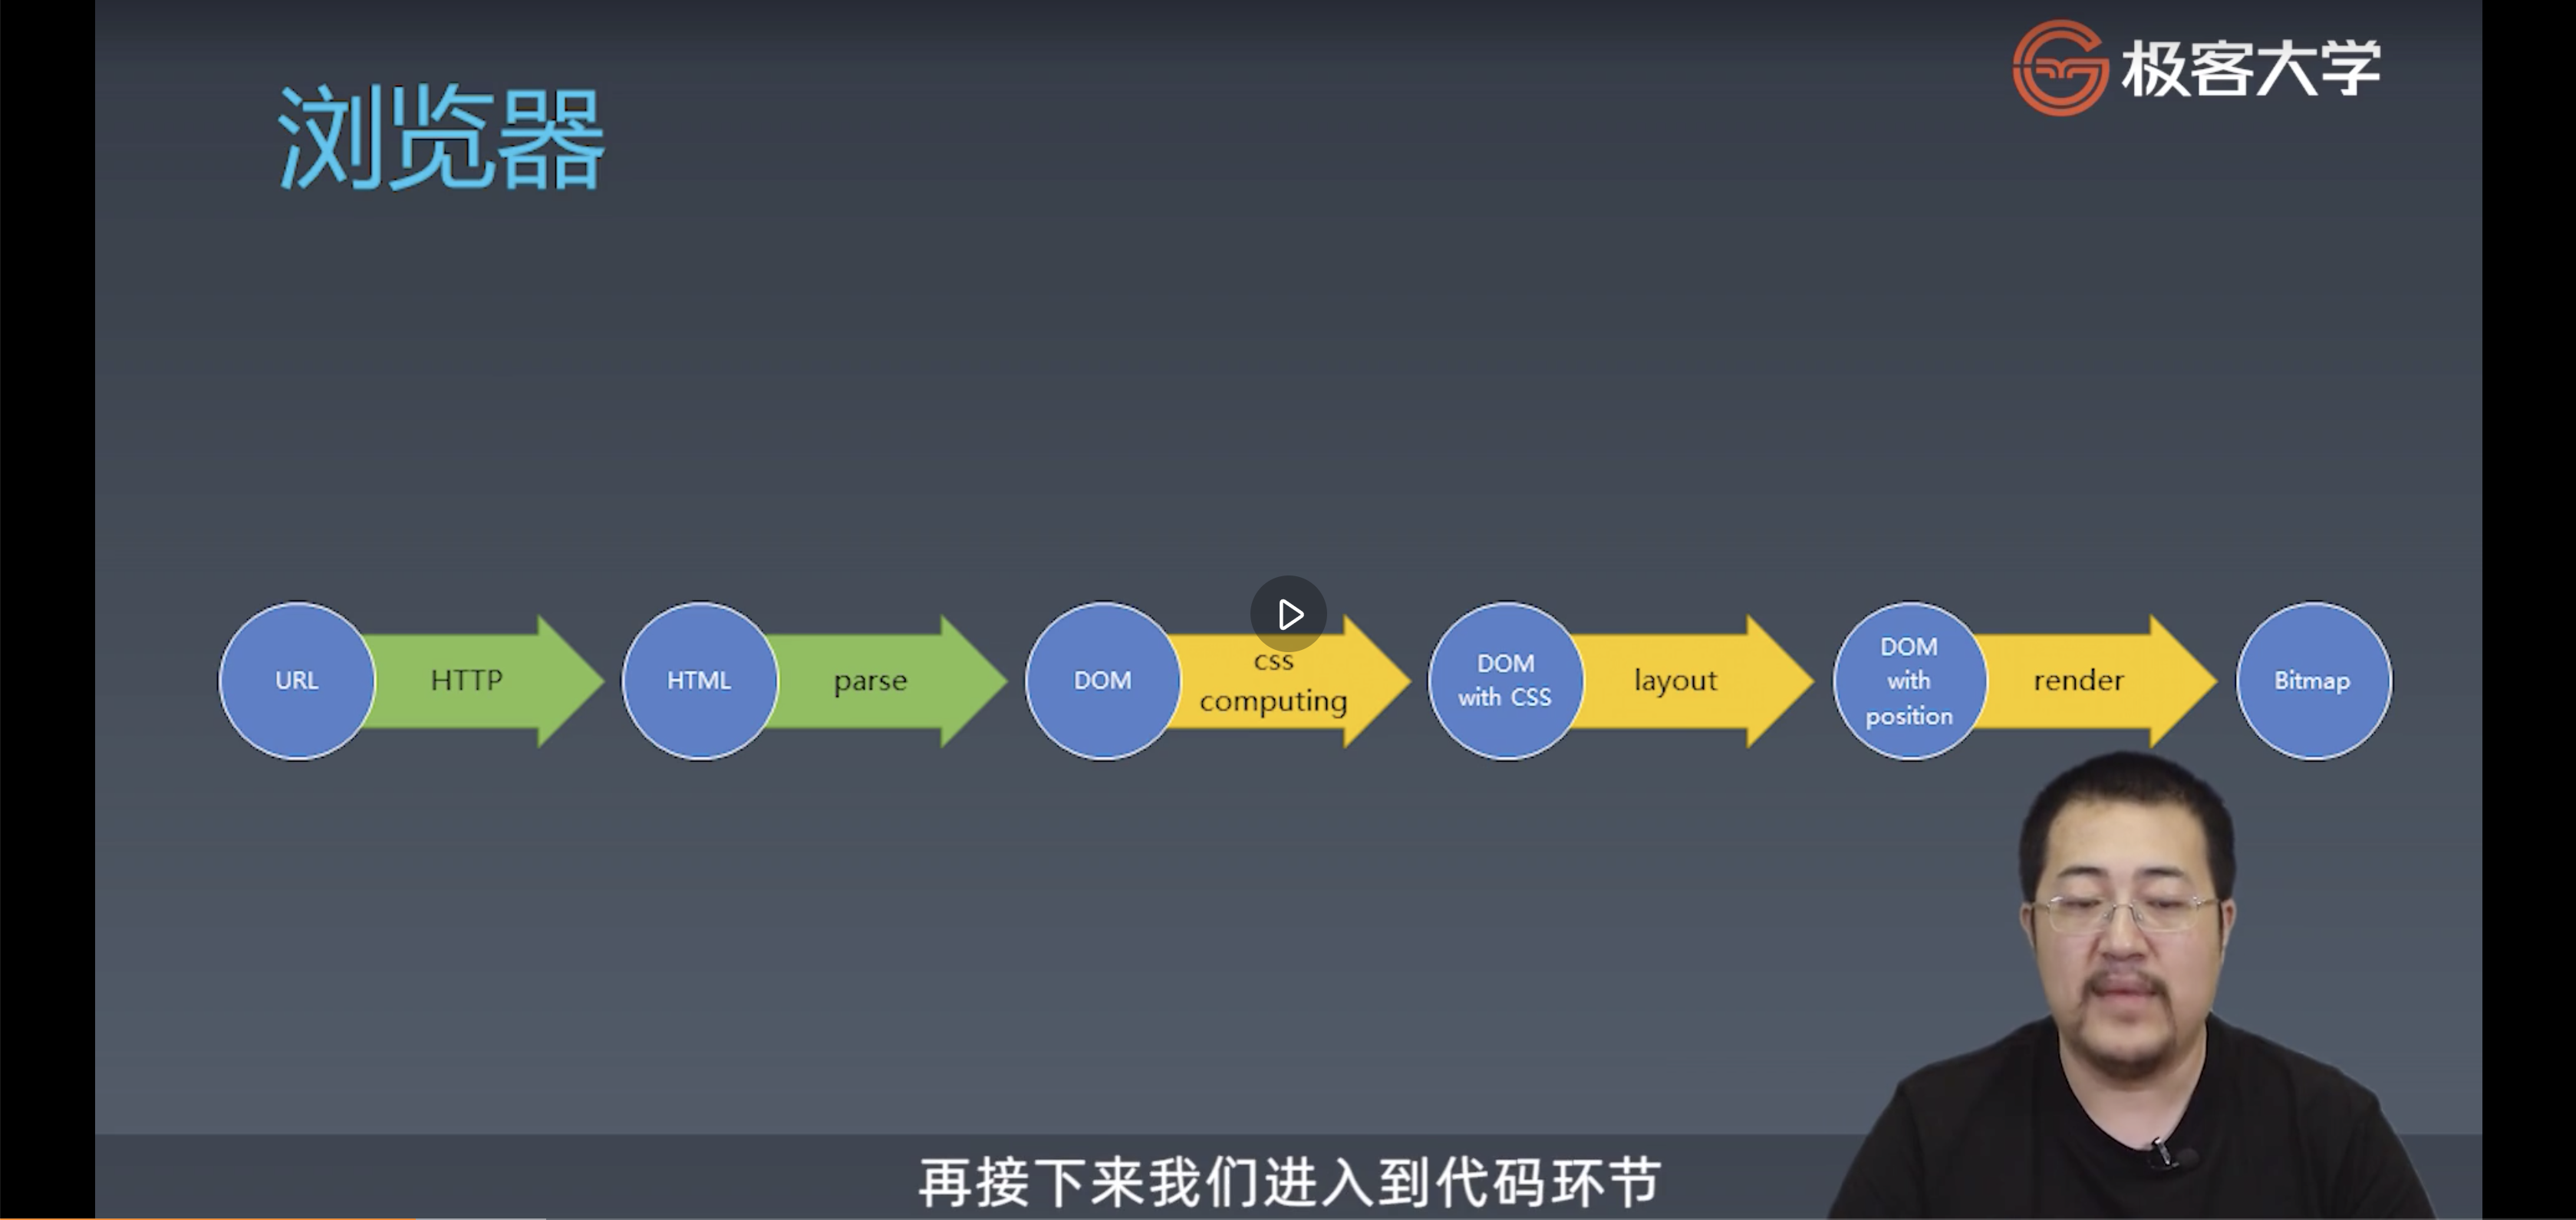 极客大学
浏览器
URL
HTTP
HTML
parse
DOM
css
computing
DOM
with CSS
layout
DOM
with
position
render
Bitmap
再接下来我们进入到代码环节